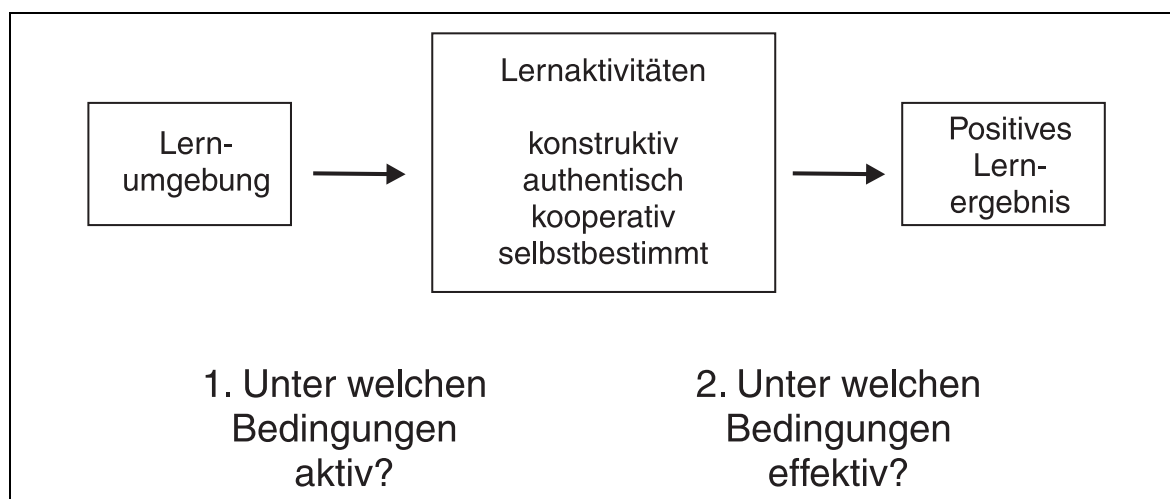 Lern-
umgebung
Lernaktivitäten
konstruktiv
authentisch
kooperativ
selbstbestimmt
Positives
Lern-
ergebnis
1. Unter welchen
Bedingungen
aktiv?
2. Unter welchen
Bedingungen
effektiv?